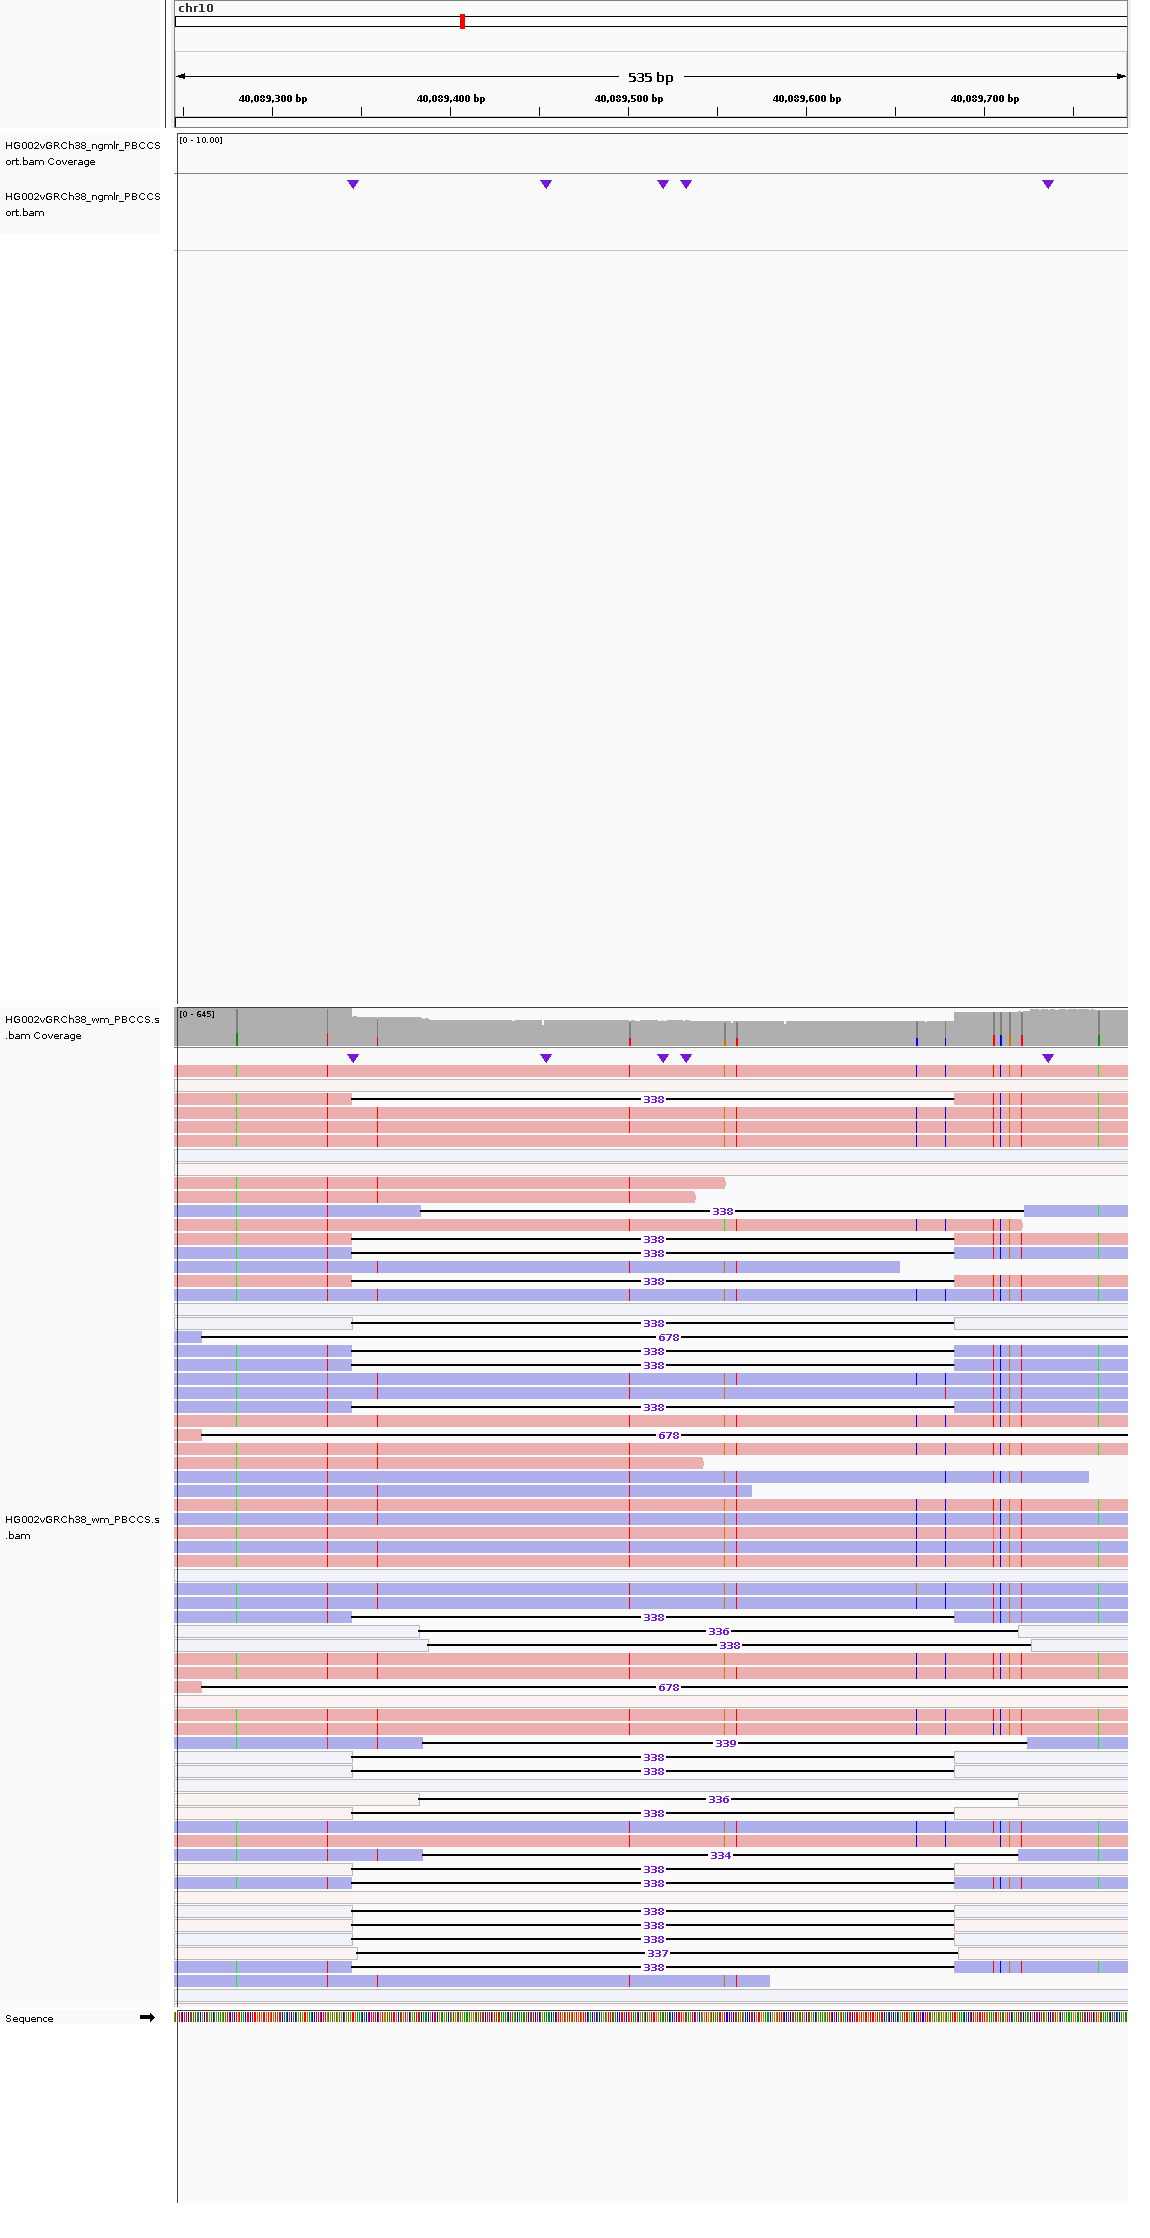 chr10
535 bp
40,089,300 bp 40,089,400 bp 40,089,500 bp 40,089,600 bp 40,089,700 bp
HG002vGRCh38_ngmlr_PBCCS
ort.bam Coverage
[0 - 10.00]
HG002vGRCh38_ngmlr_PBCCS
ort.bam
HG002vGRCh38_wm_PBCCS.s
.bam Coverage
[0 - 645]
338
338
338
338
338
338
678
338
338
338
678
HG002vGRCh38_wm_PBCCS.s
.bam
338
336
338
678
339
338
338
336
338
334
338
338
338
338
338
337
338
Sequence